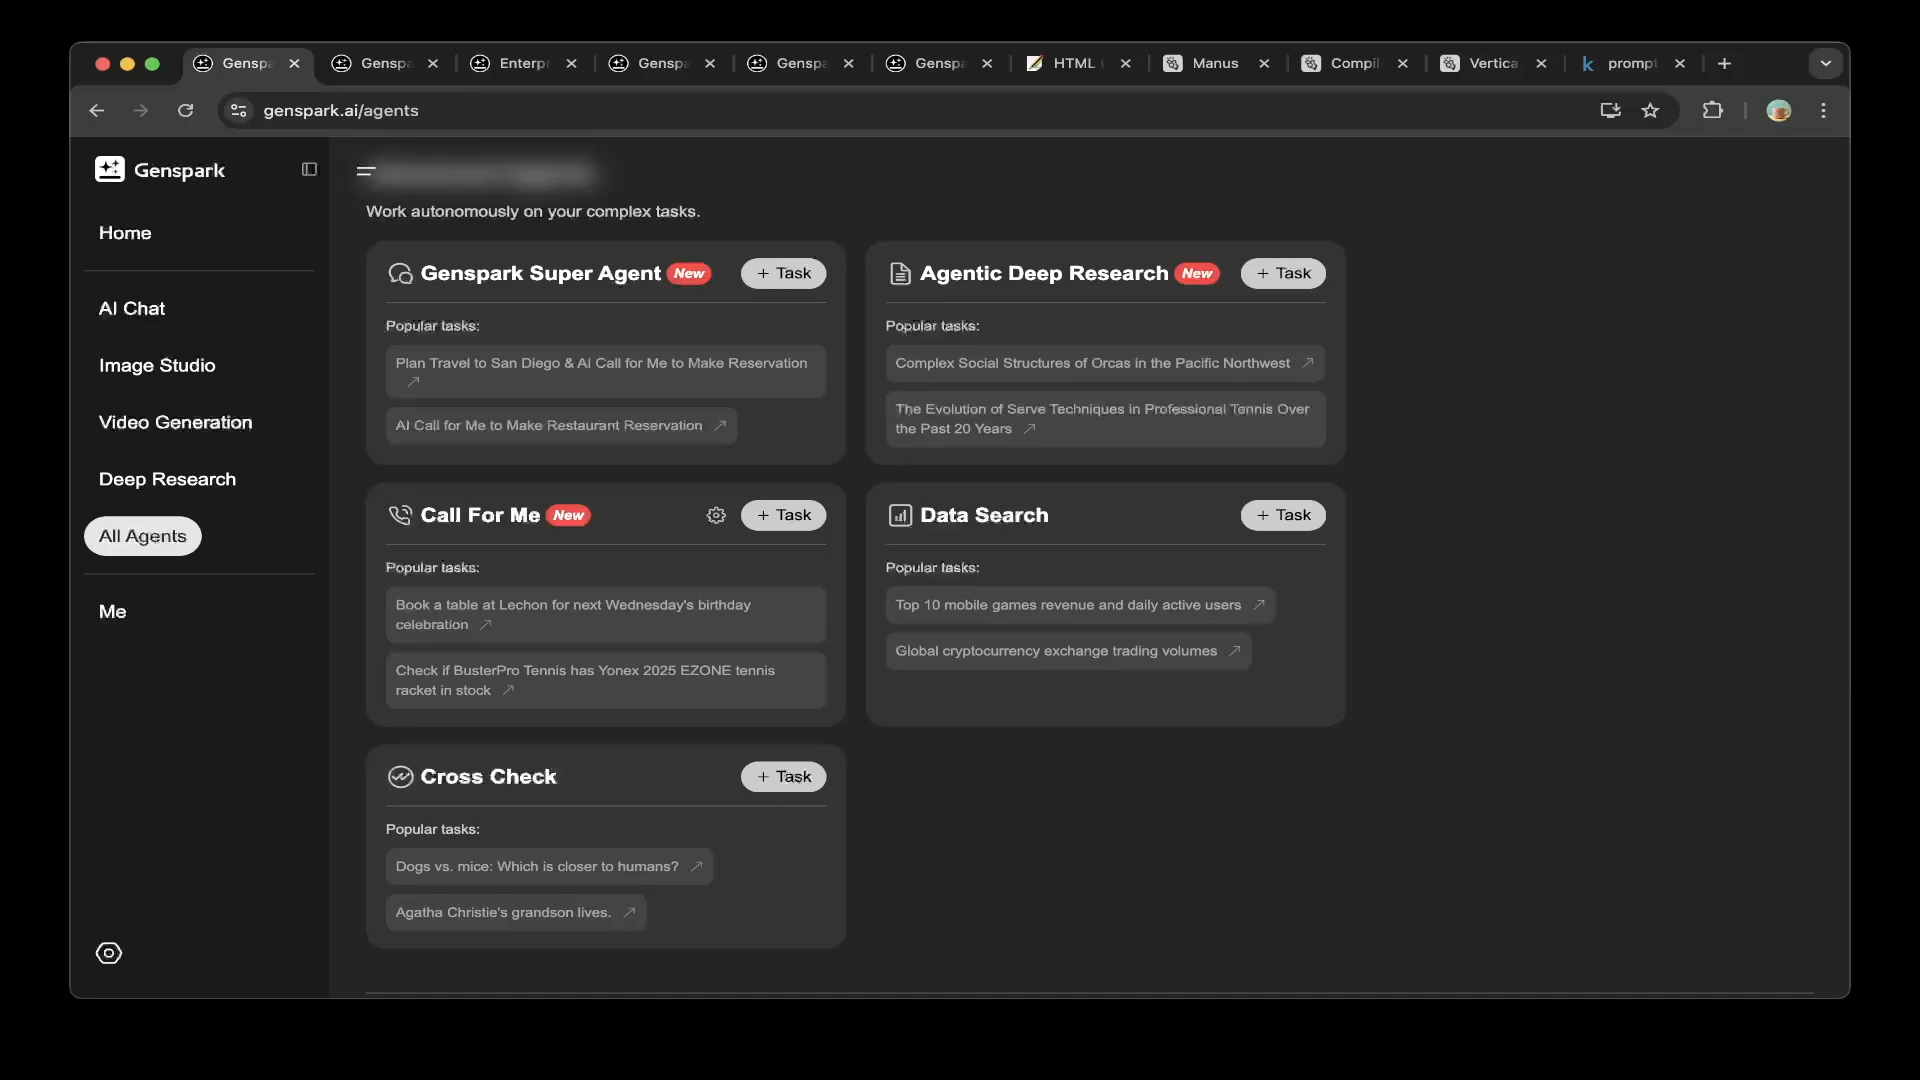 Genspa
Genspa
Enterpr
Genspa
Genspa
Genspa
HTML
Manus
Compil
Vertica
prompt
genspark.ai/agents
Genspark
Home
AI Chat
Image Studio
Video Generation
Deep Research
All Agents
Me
Work autonomously on your complex tasks.
Genspark Super Agent New + Task
Popular tasks:
Plan Travel to San Diego & AI Call for Me to Make Reservation
AI Call for Me to Make Restaurant Reservation
Agentic Deep Research New + Task
Popular tasks:
Complex Social Structures of Orcas in the Pacific Northwest
The Evolution of Serve Techniques in Professional Tennis Over
the Past 20 Years
Call For Me New + Task
Popular tasks:
Book a table at Lechon for next Wednesday's birthday
celebration
Check if BusterPro Tennis has Yonex 2025 EZONE tennis
racket in stock
Data Search + Task
Popular tasks:
Top 10 mobile games revenue and daily active users
Global cryptocurrency exchange trading volumes
Cross Check + Task
Popular tasks:
Dogs vs. mice: Which is closer to humans?
Agatha Christie's grandson lives.